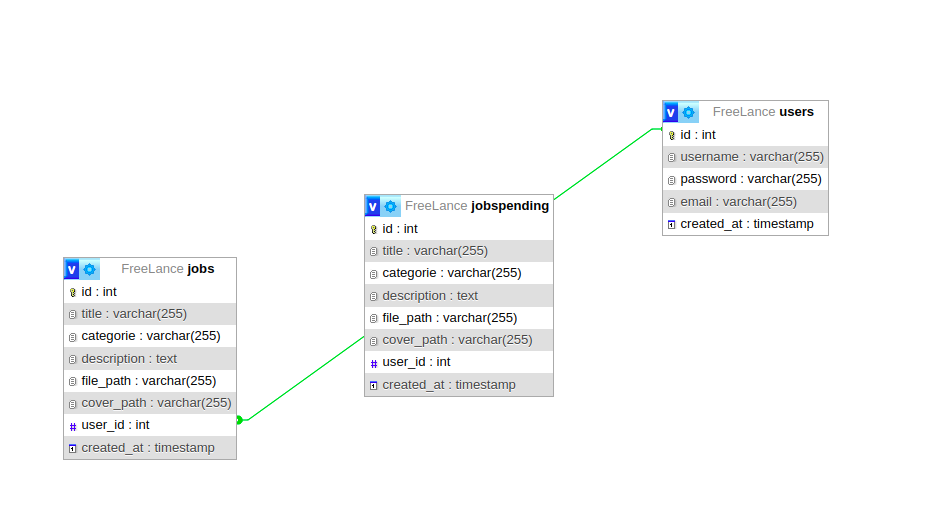 v FreeLance users
id : int
username : varchar(255)
password : varchar(255)
email : varchar(255)
created_at : timestamp
v FreeLance jobspending
id : int
title : varchar(255)
categorie : varchar(255)
description : text
file_path : varchar(255)
cover_path : varchar(255)
# user_id : int
created_at : timestamp
v FreeLance jobs
id : int
title : varchar(255)
categorie : varchar(255)
description : text
file_path : varchar(255)
cover_path : varchar(255)
# user_id : int
created_at : timestamp